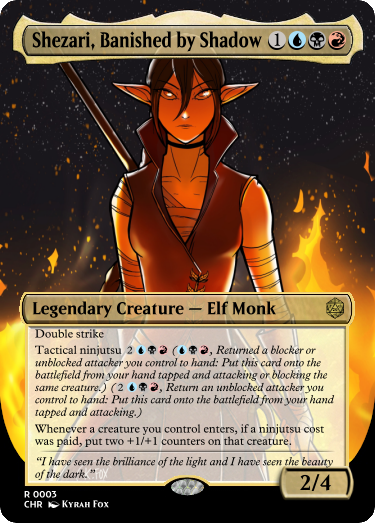 Shezari, Banished by Shadow 1
Legendary Creature — Elf Monk
Double strike
Tactical ninjutsu 2 (, Returned a blocker or
unblocked attacker you control to hand: Put this card onto the
battlefield from your hand tapped and attacking or blocking the
same creature.) ( 2 , Return an unblocked attacker you
control to hand: Put this card onto the battlefield from your hand
tapped and attacking.)
Whenever a creature you control enters, if a ninjutsu cost
was paid, put two +1/+1 counters on that creature.
"I have seen the brilliance of the light and I have seen the beauty
of the dark."
2/4
R 0003
CHR Kyrah Fox